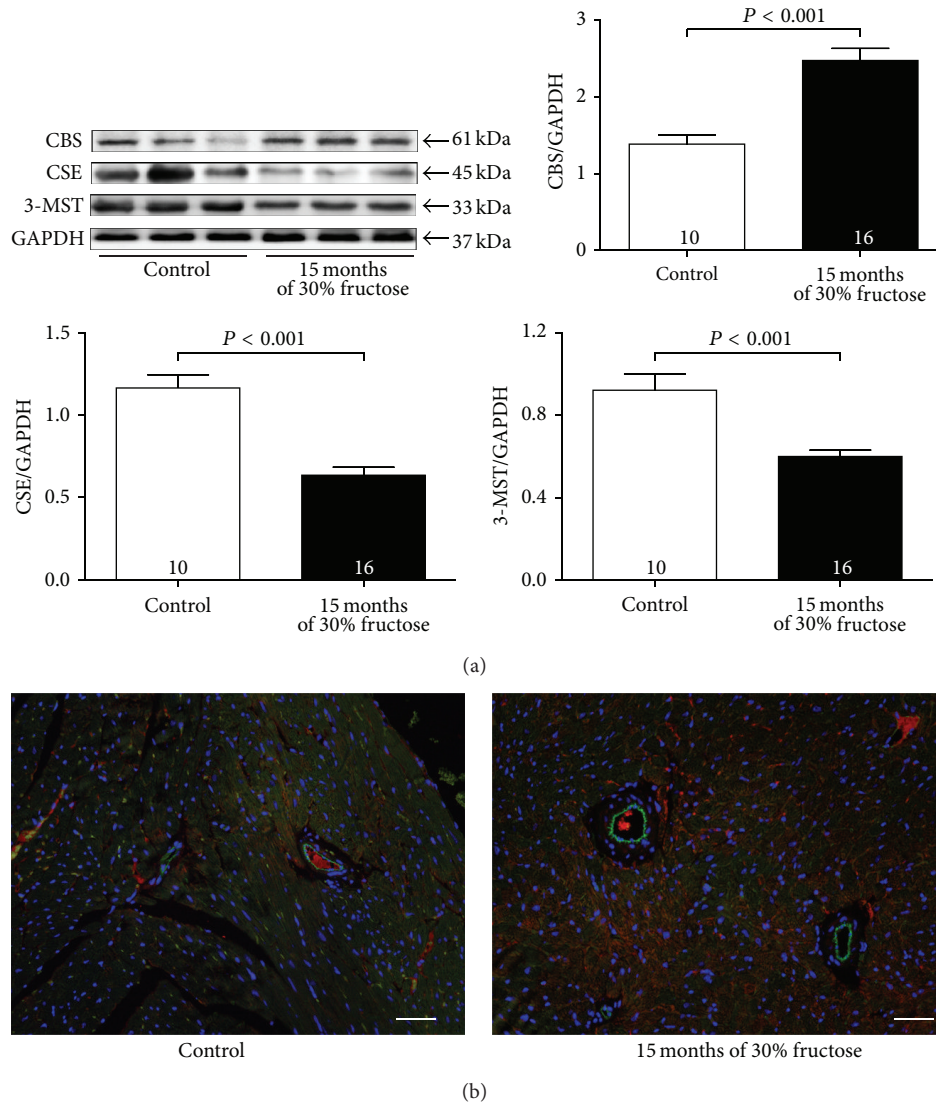 CBS
61 kDa
CSE
45 kDa
3-MST
33 kDa
GAPDH
37 kDa
Control
15 months
of 30% fructose
P < 0.001
CBS/GAPDH
3
2
1
0
10
16
Control
15 months
of 30% fructose
P < 0.001
CSE/GAPDH
1.5
1.0
0.5
0.0
10
16
Control
15 months
of 30% fructose
P < 0.001
3-MST/GAPDH
1.2
0.8
0.4
0.0
10
16
Control
15 months
of 30% fructose
(a)
Control
15 months of 30% fructose
(b)